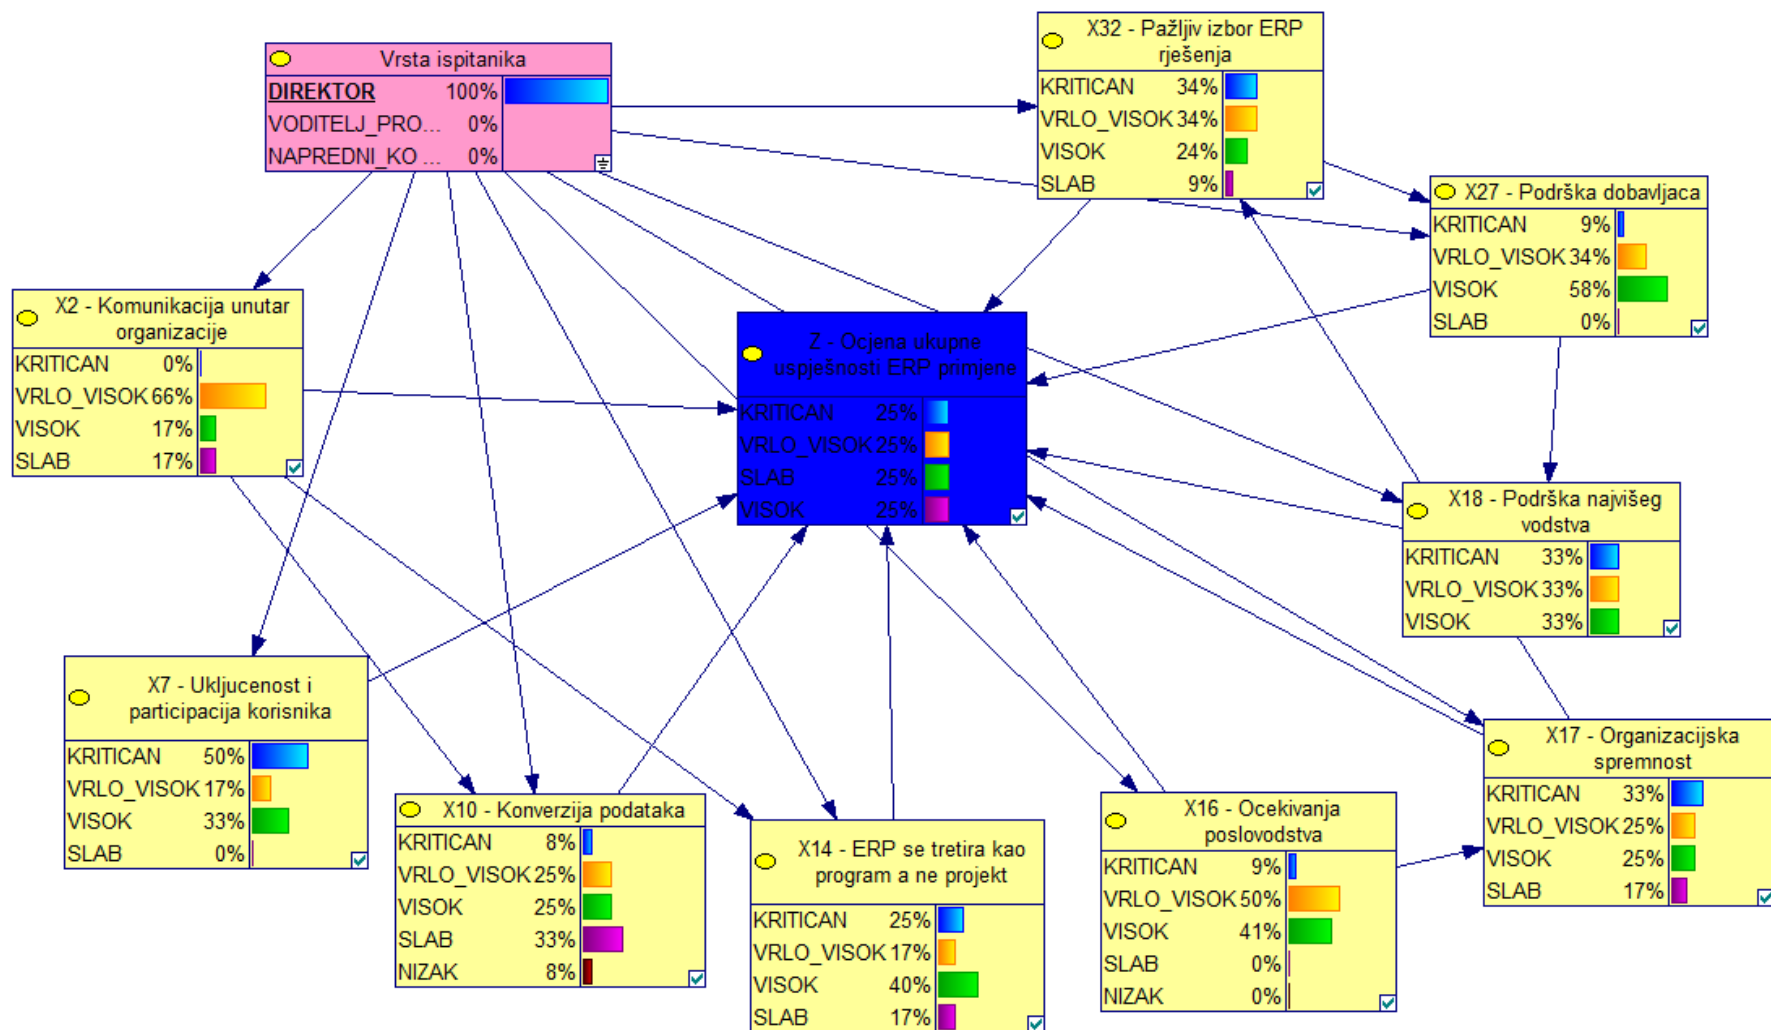 Vrsta ispitanika
DIREKTOR 100%
VODITELJ_PRO... 0%
NAPREDNI_KO ... 0%
X32 - Pažljiv izbor ERP
rješenja
KRITICAN 34%
VRLO_VISOK 34%
VISOK 24%
SLAB 9%
X27 - Podrška dobavljaca
KRITICAN 9%
VRLO_VISOK 34%
VISOK 58%
SLAB 0%
X2 - Komunikacija unutar
organizacije
KRITICAN 0%
VRLO_VISOK 66%
VISOK 17%
SLAB 17%
Z - Ocjena ukupne
uspješnosti ERP primjene
KRITICAN 25%
VRLO_VISOK 25%
SLAB 25%
VISOK 25%
X18 - Podrška najvišeg
vodstva
KRITICAN 33%
VRLO_VISOK 33%
VISOK 33%
X7 - Ukljucenost i
participacija korisnika
KRITICAN 50%
VRLO_VISOK 17%
VISOK 33%
SLAB 0%
X10 - Konverzija podataka
KRITICAN 8%
VRLO_VISOK 25%
VISOK 25%
SLAB 33%
NIZAK 8%
X14 - ERP se tretira kao
program a ne projekt
KRITICAN 25%
VRLO_VISOK 17%
VISOK 40%
SLAB 17%
X16 - Ocekivanja
poslovodstva
KRITICAN 9%
VRLO_VISOK 50%
VISOK 41%
SLAB 0%
NIZAK 0%
X17 - Organizacijska
spremnost
KRITICAN 33%
VRLO_VISOK 25%
VISOK 25%
SLAB 17%